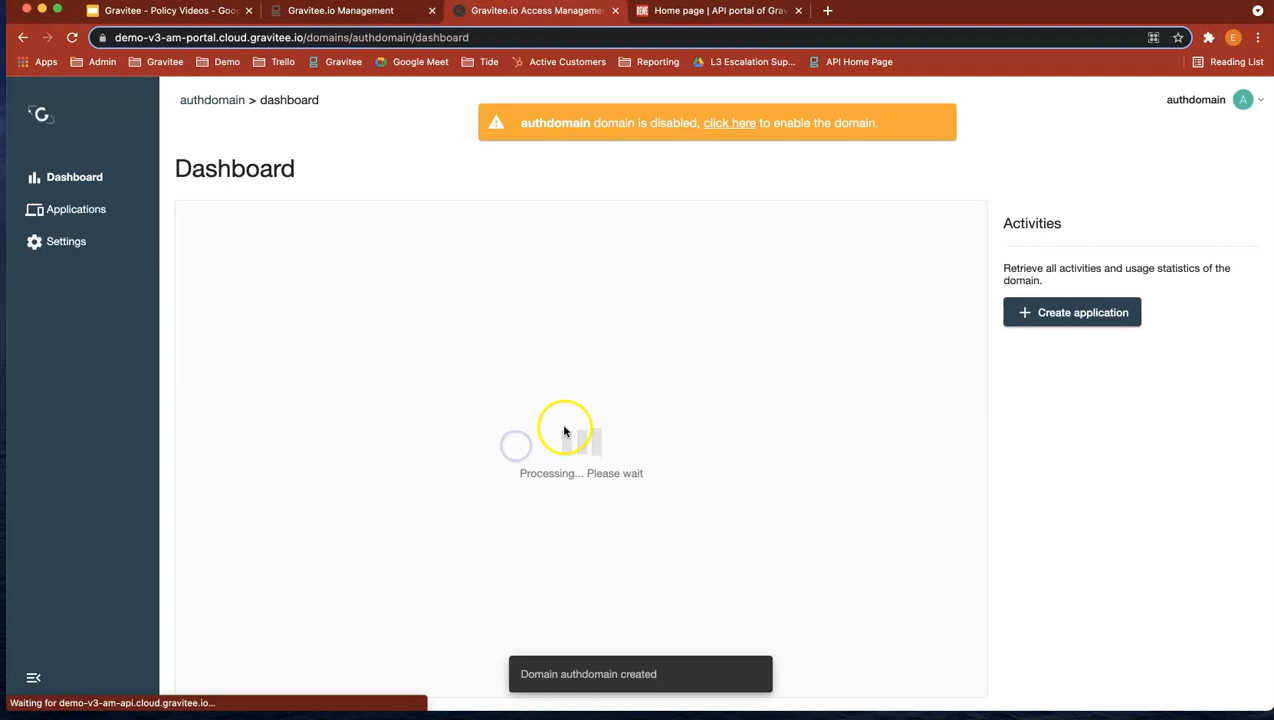 Gravitee - Policy Videos - Goo
Gravitee.io Management
Gravitee.io Access Manageme
Home page | API portal of Grav
demo-v3-am-portal.cloud.gravitee.io/domains/authdomain/dashboard
E
Apps
Admin
Gravitee
Demo
Trello
Gravitee
Google Meet
Tide
Active Customers
Reporting
L3 Escalation Sup...
API Home Page
Reading List
authdomain > dashboard
authdomain A
authdomain domain is disabled, click here to enable the domain.
Dashboard
Applications
Settings
Dashboard
Activities
Retrieve all activities and usage statistics of the
domain.
+ Create application
Processing... Please wait
Domain authdomain created
Waiting for demo-v3-am-api.cloud.gravitee.io...